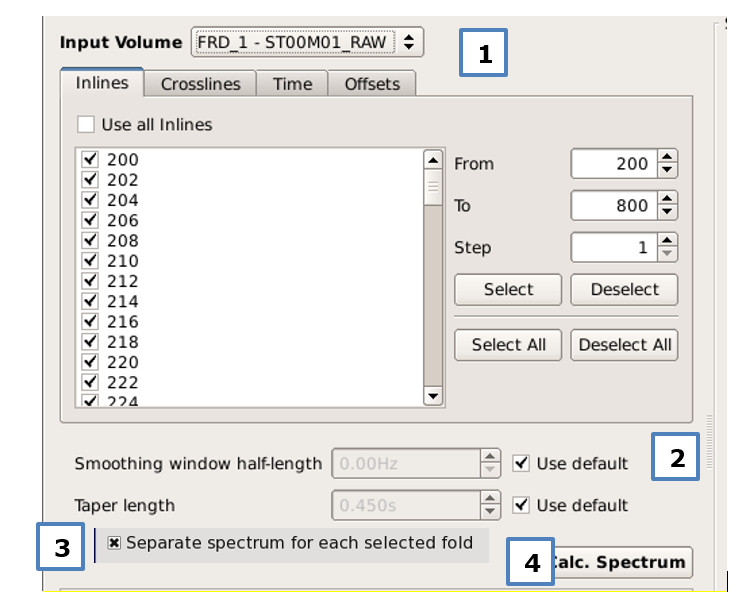 Input Volume FRD_1 - ST00M01_RAW 1
Inlines Crosslines Time Offsets
Use all Inlines
200
202
204
206
208
210
212
214
216
218
220
222
224
From 200
To 800
Step 1
Select Deselect
Select All Deselect All
Smoothing window half-length 0.00Hz Use default 2
Taper length 0.450s Use default
3 Separate spectrum for each selected fold
4 alc. Spectrum